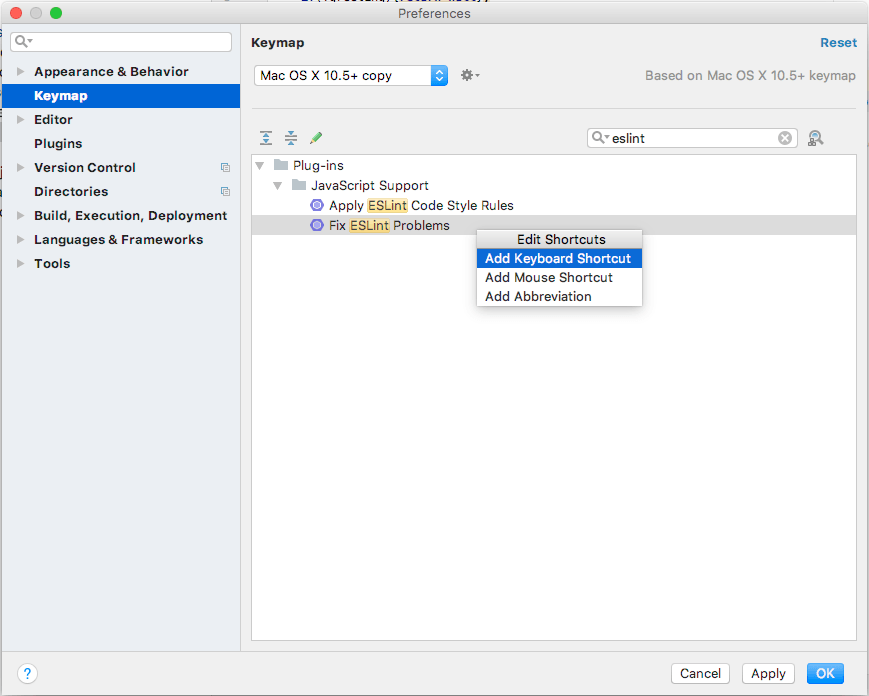 Preferences
Keymap
Reset
Appearance & Behavior
Keymap
Editor
Plugins
Version Control
Directories
Build, Execution, Deployment
Languages & Frameworks
Tools
Mac OS X 10.5+ copy
Based on Mac OS X 10.5+ keymap
eslint
Plug-ins
JavaScript Support
Apply ESLint Code Style Rules
Fix ESLint Problems
Edit Shortcuts
Add Keyboard Shortcut
Add Mouse Shortcut
Add Abbreviation
?
Cancel
Apply
OK